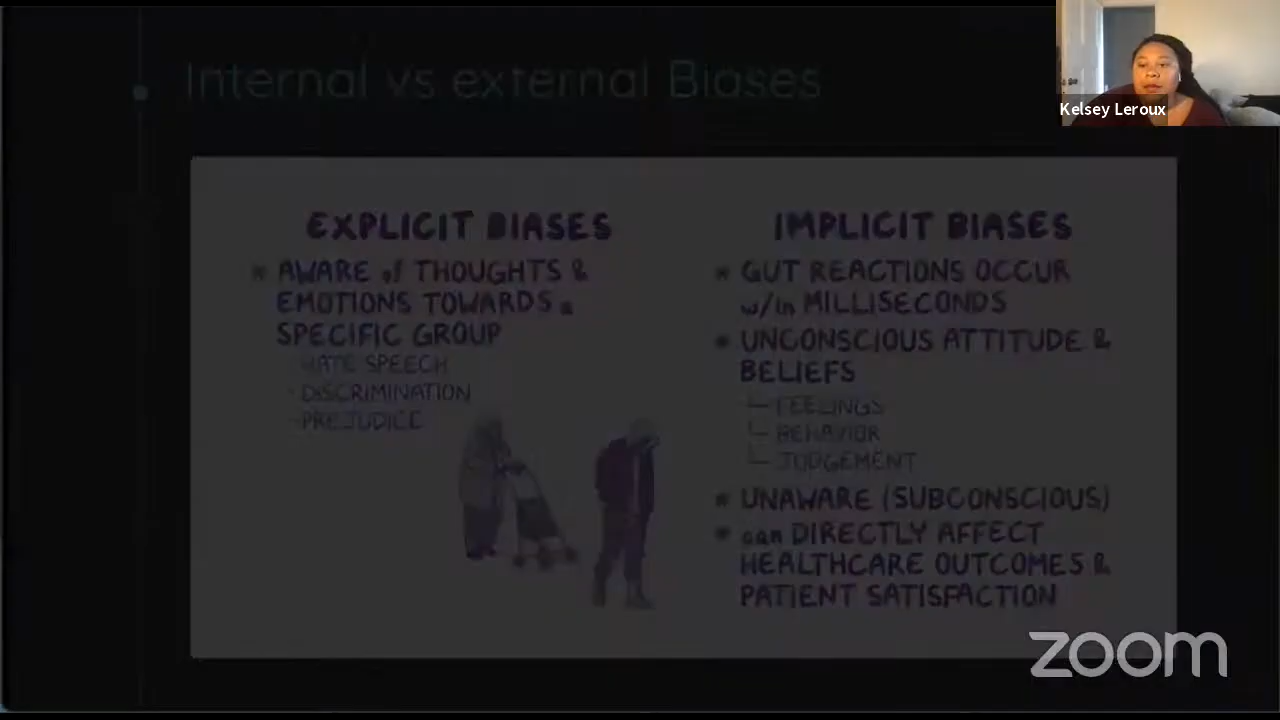 Internal vs external Biases
Kelsey Leroux
EXPLICIT BIASES
* AWARE of THOUGHTS &
EMOTIONS TOWARDS a
SPECIFIC GROUP
- HATE SPEECH
- DISCRIMINATION
- PREJUDICE
IMPLICIT BIASES
* GUT REACTIONS OCCUR
w/in MILLISECONDS
* UNCONSCIOUS ATTITUDE &
BELIEFS
FEELINGS
BEHAVIOR
JUDGEMENT
* UNAWARE (SUBCONSCIOUS)
* can DIRECTLY AFFECT
HEALTHCARE OUTCOMES &
PATIENT SATISFACTION
zoom